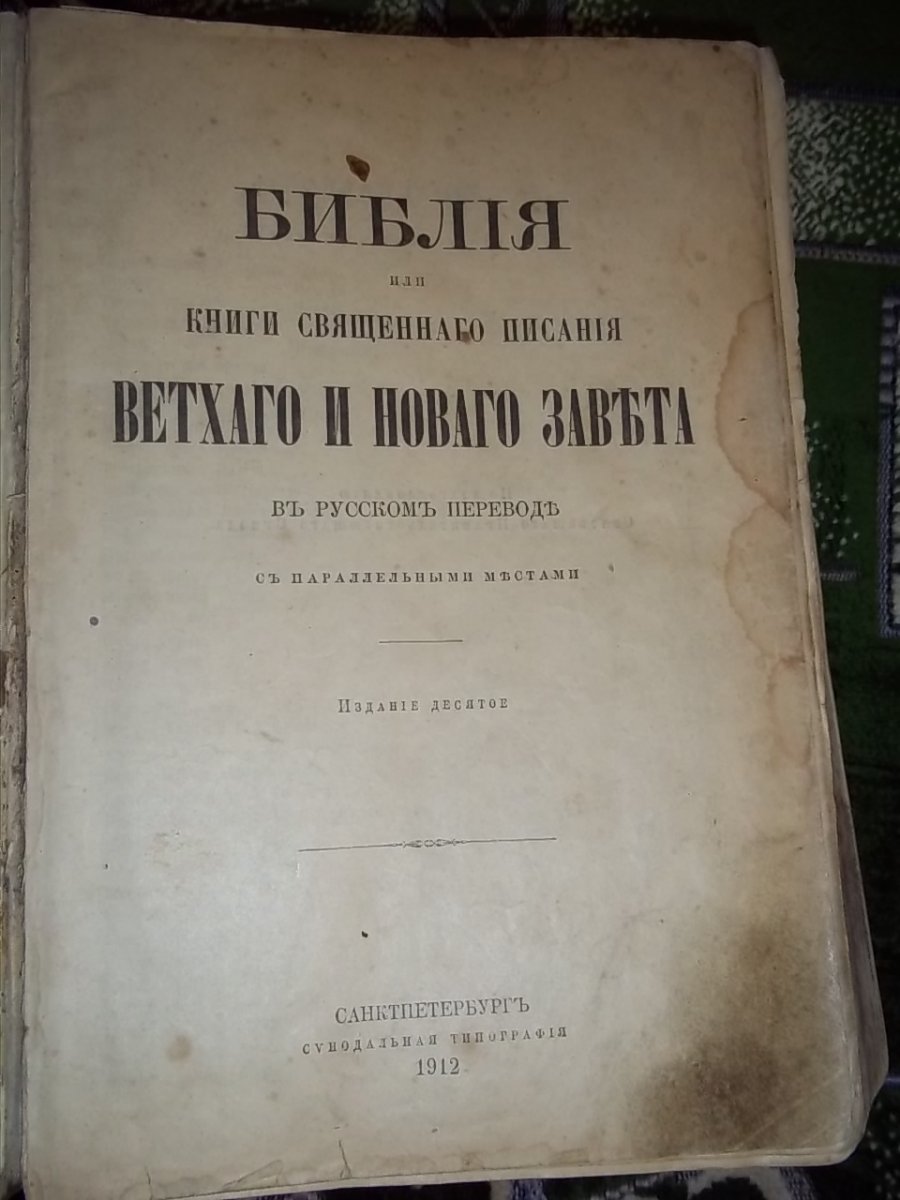 БИБЛІЯ
ИЛИ
КНИГИ СВЯЩЕННАГО ПИСАНІЯ
ВЕТХАГО И НОВАГО ЗАВѢТА
ВЪ РУССКОМЪ ПЕРЕВОДѢ
СЪ ПАРАЛЛЕЛЬНЫМИ МѢСТАМИ
ИЗДАНІЕ ДЕСЯТОЕ
САНКТПЕТЕРБУРГЪ
СѴНОДАЛЬНАЯ ТИПОГРАФІЯ
1912